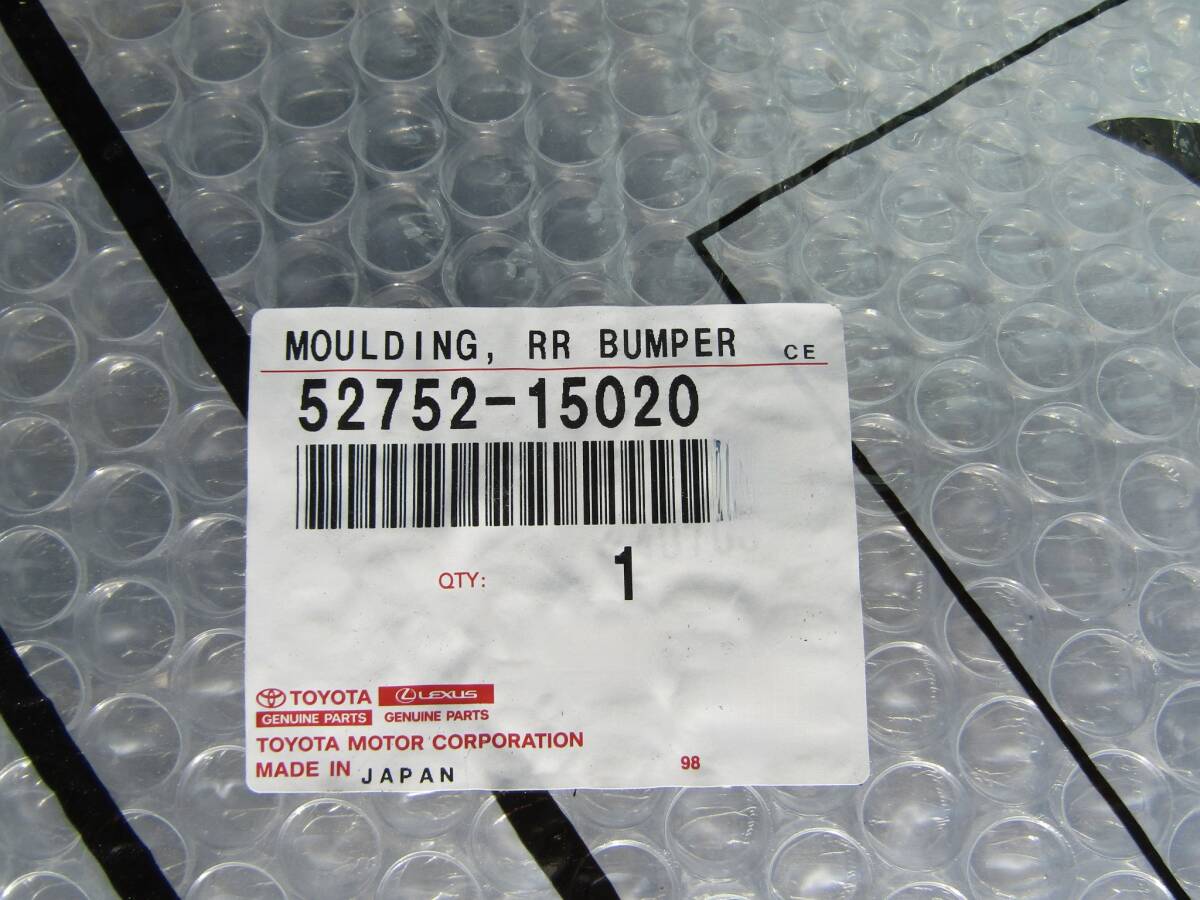 MOULDING, RR BUMPER CE
52752-15020
QTY: 1
TOYOTA LEXUS
GENUINE PARTS GENUINE PARTS
TOYOTA MOTOR CORPORATION
MADE IN JAPAN 98